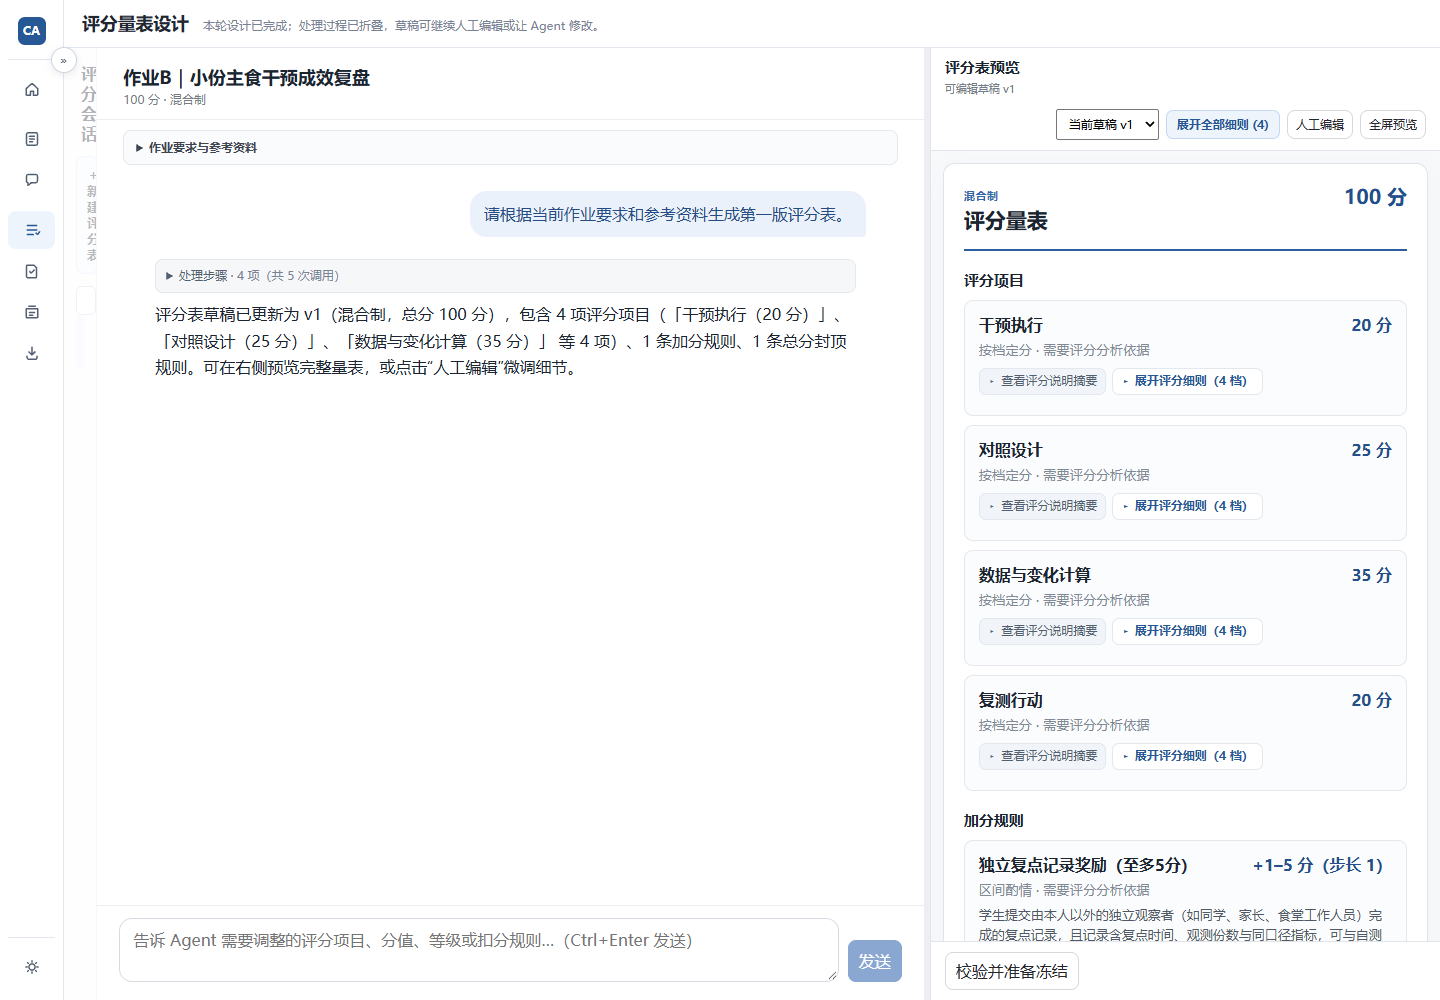 CA
评分量表设计
本轮设计已完成；处理过程已折叠，草稿可继续人工编辑或让 Agent 修改。
»
评分会话
+ 新建评分表
作业B｜小份主食干预成效复盘
100 分 · 混合制
▶ 作业要求与参考资料
请根据当前作业要求和参考资料生成第一版评分表。
▶ 处理步骤 · 4 项（共 5 次调用）
评分表草稿已更新为 v1（混合制，总分 100 分），包含 4 项评分项目（「干预执行（20 分）」、
「对照设计（25 分）」、「数据与变化计算（35 分）」 等 4 项）、1 条加分规则、1 条总分封顶
规则。可在右侧预览完整量表，或点击“人工编辑”微调细节。
告诉 Agent 需要调整的评分项目、分值、等级或扣分规则...（Ctrl+Enter 发送）
发送
评分表预览
可编辑草稿 v1
当前草稿 v1
展开全部细则 (4)
人工编辑
全屏预览
混合制
100 分
评分量表
评分项目
干预执行
20 分
按档定分 · 需要评分分析依据
查看评分说明摘要
展开评分细则（4 档）
对照设计
25 分
按档定分 · 需要评分分析依据
查看评分说明摘要
展开评分细则（4 档）
数据与变化计算
35 分
按档定分 · 需要评分分析依据
查看评分说明摘要
展开评分细则（4 档）
复测行动
20 分
按档定分 · 需要评分分析依据
查看评分说明摘要
展开评分细则（4 档）
加分规则
独立复点记录奖励（至多5分）
+1–5 分（步长 1）
区间酌情 · 需要评分分析依据
学生提交由本人以外的独立观察者（如同学、家长、食堂工作人员）完
成的复点记录，且记录含复点时间、观测份数与同口径指标，可与自测
校验并准备冻结